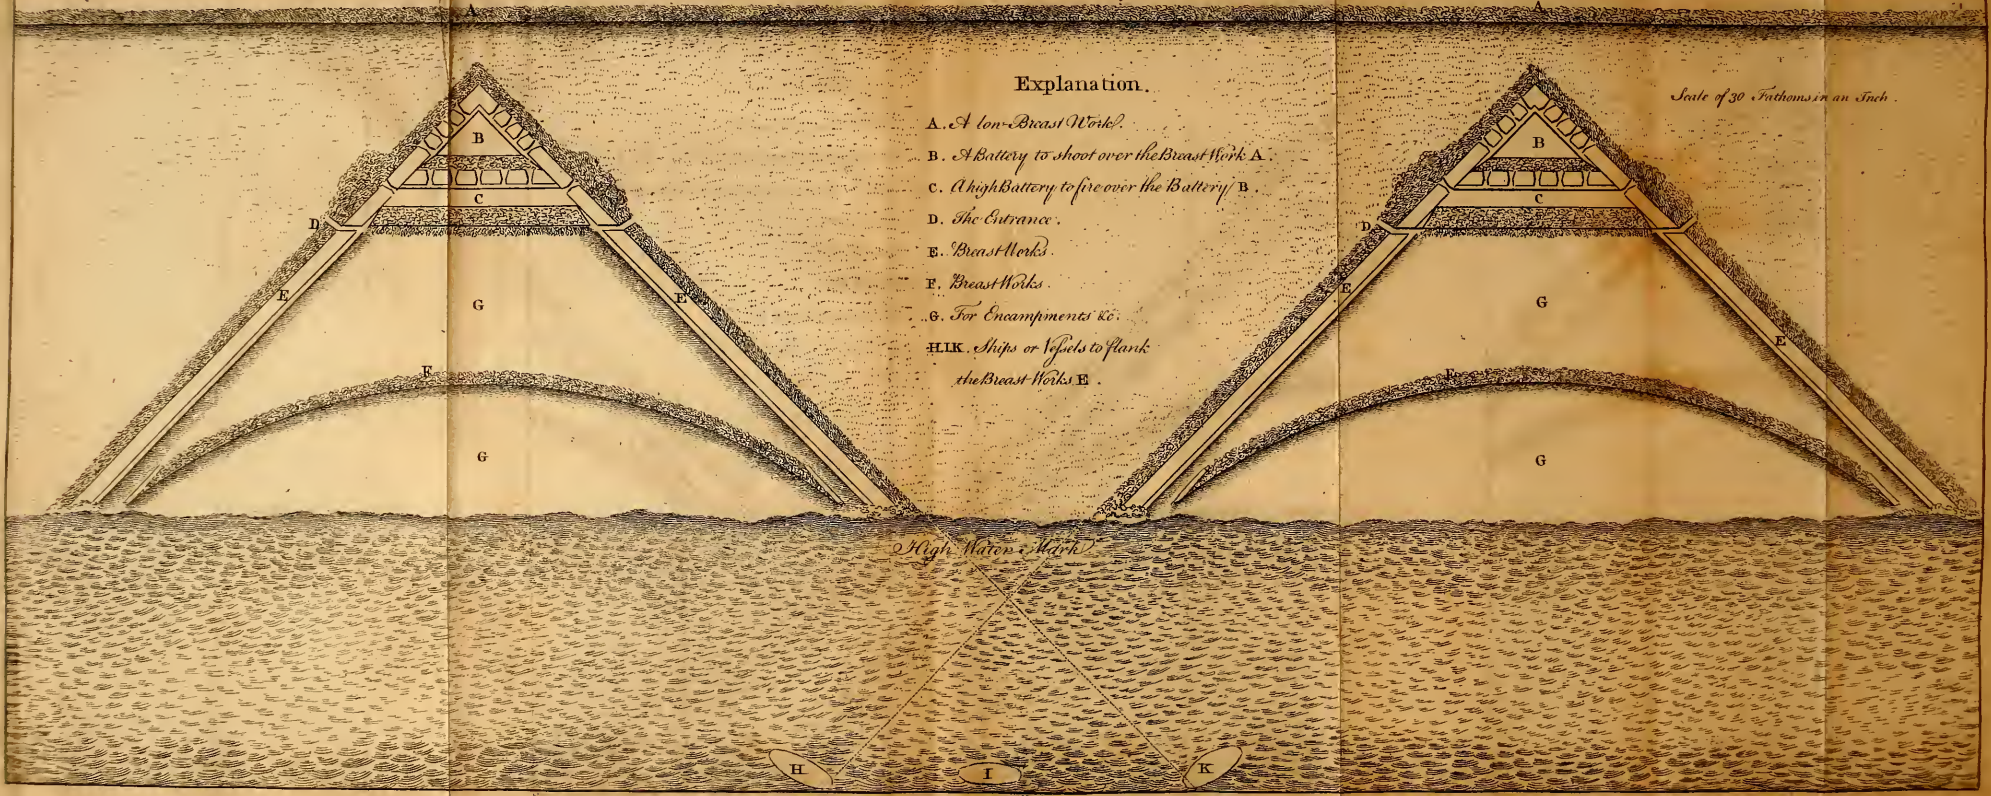 A
A
Explanation.
Scale of 30 Fathoms in an Inch.
A. A low Breast Work.
B. A Battery to shoot over the Breast Work A.
C. A high Battery to fire over the Battery B.
D. The Entrance.
E. Breast Works.
F. Breast Works.
G. For Encampments &c.
H.I.K. Ships or Veſsels to flank
the Breast Works E.
B
C
D
E
E
G
F
G
B
C
D
E
E
G
F
G
High Water Mark.
H
I
K